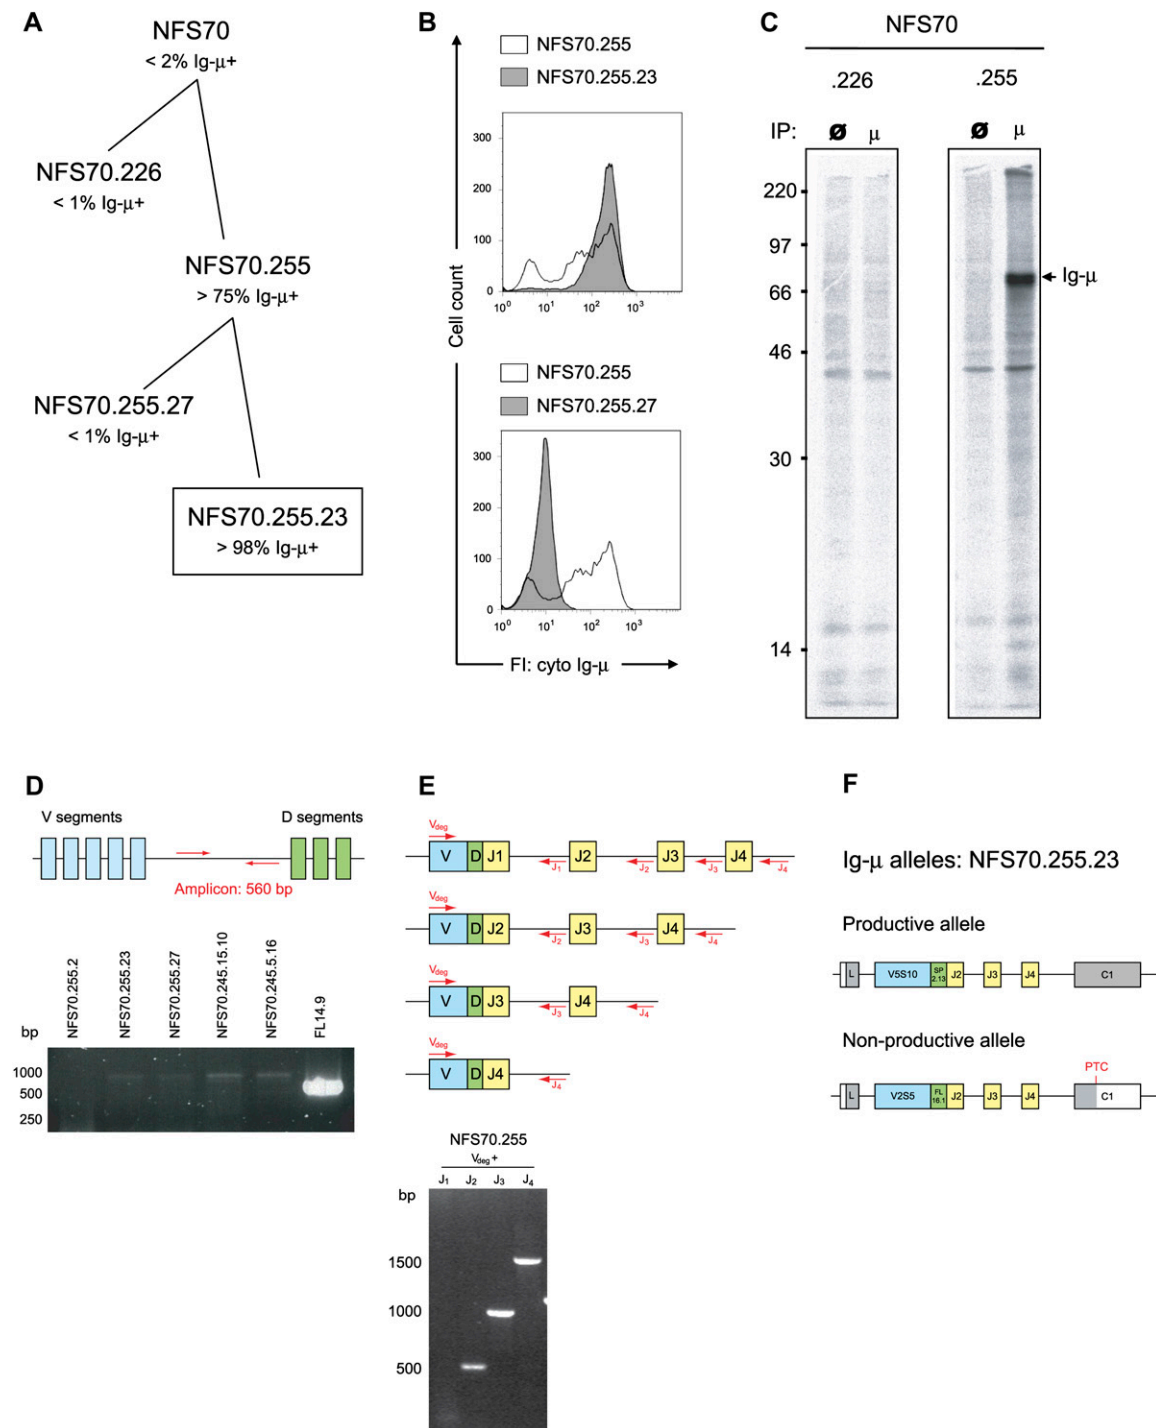 A
NFS70
< 2% Ig-μ+
NFS70.226
< 1% Ig-μ+
NFS70.255
> 75% Ig-μ+
NFS70.255.27
< 1% Ig-μ+
NFS70.255.23
> 98% Ig-μ+
B
NFS70.255
NFS70.255.23
300
200
100
0
10⁰ 10¹ 10² 10³
NFS70.255
NFS70.255.27
300
200
100
0
10⁰ 10¹ 10² 10³
Cell count
FI: cyto Ig-μ
C
NFS70
.226 .255
IP: Ø μ Ø μ
220
97
66
46
30
14
Ig-μ
D
V segments D segments
Amplicon: 560 bp
NFS70.255.2
NFS70.255.23
NFS70.255.27
NFS70.245.15.10
NFS70.245.5.16
FL14.9
bp
1000
500
250
E
Vdeg
V D J1 J2 J3 J4
J1 J2 J3 J4
Vdeg
V D J2 J3 J4
J2 J3 J4
Vdeg
V D J3 J4
J3 J4
Vdeg
V D J4
J4
NFS70.255
Vdeg +
J1 J2 J3 J4
bp
1500
1000
500
F
Ig-μ alleles: NFS70.255.23
Productive allele
L V5S10 SP 2.13 J2 J3 J4 C1
Non-productive allele
PTC
L V2S5 FL 16.1 J2 J3 J4 C1